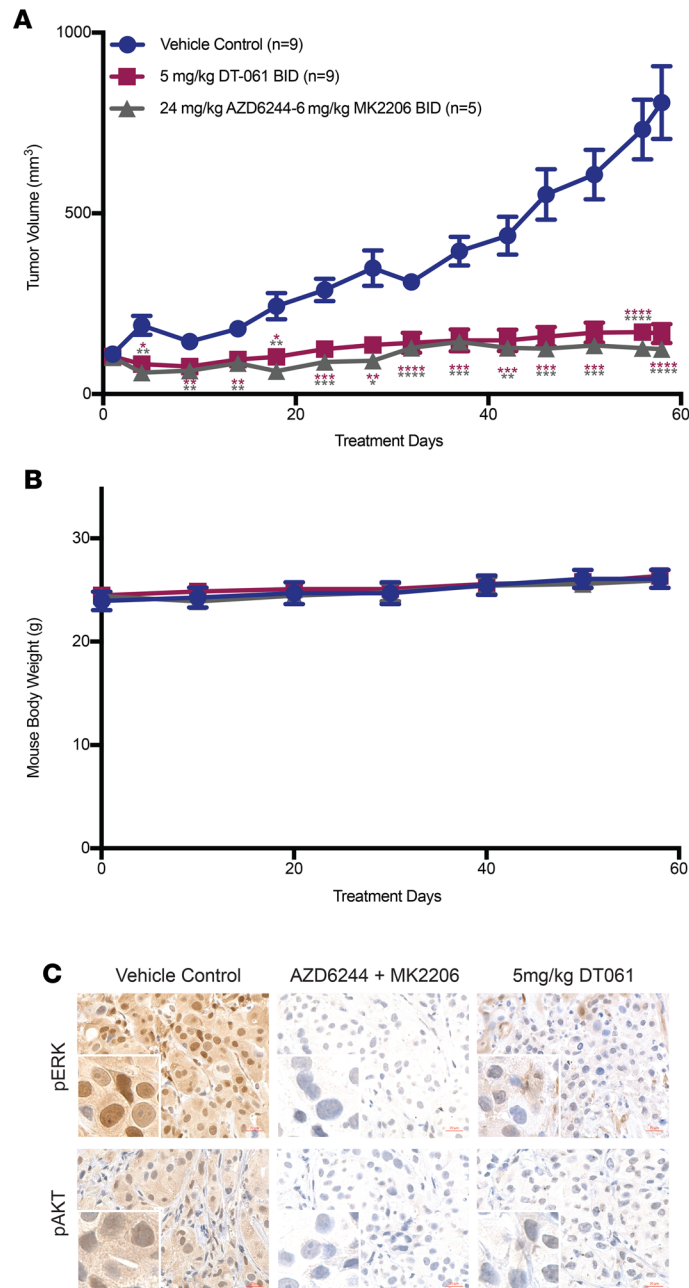 A
1000
Vehicle Control (n=9)
5 mg/kg DT-061 BID (n=9)
24 mg/kg AZD6244-6 mg/kg MK2206 BID (n=5)
Tumor Volume (mm³)
500
****
****
*
**
*
**
**
**
**
**
***
***
**
*
****
****
***
***
***
**
***
***
***
***
****
****
0
0
20
40
60
Treatment Days
B
30
Mouse Body Weight (g)
20
10
0
0
20
40
60
Treatment Days
C
Vehicle Control
AZD6244 + MK2206
5mg/kg DT061
pERK
pAKT